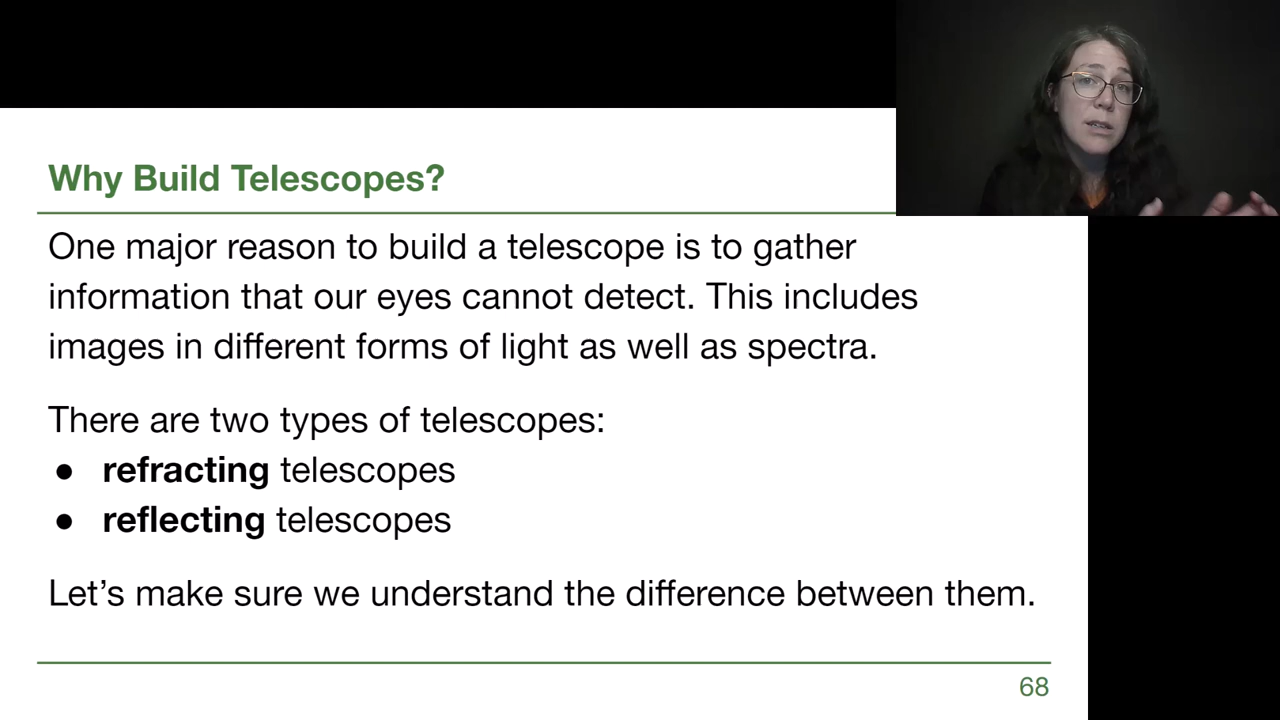 Why Build Telescopes?
One major reason to build a telescope is to gather
information that our eyes cannot detect. This includes
images in different forms of light as well as spectra.
There are two types of telescopes:
● refracting telescopes
● reflecting telescopes
Let’s make sure we understand the difference between them.
68